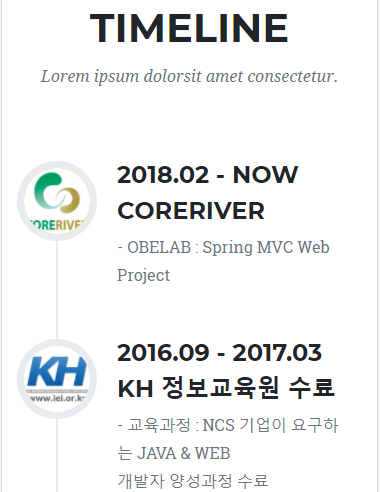 TIMELINE
Lorem ipsum dolorsit amet consectetur.
2018.02 - NOW
CORERIVER
CORERIVER
- OBELAB : Spring MVC Web
Project
2016.09 - 2017.03
KH 정보교육원 수료
KH
www.iei.or.kr
- 교육과정 : NCS 기업이 요구하
는 JAVA & WEB
개발자 양성과정 수료